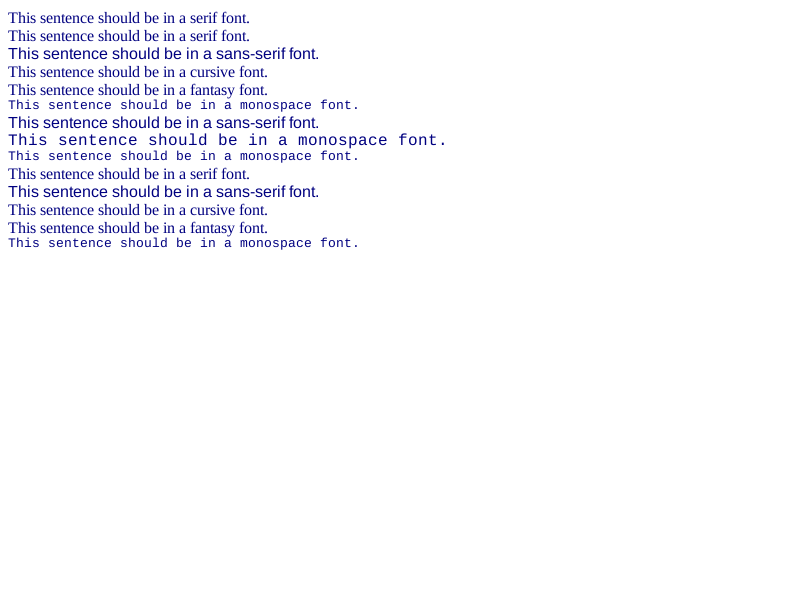 This sentence should be in a serif font.
This sentence should be in a serif font.
This sentence should be in a sans-serif font.
This sentence should be in a cursive font.
This sentence should be in a fantasy font.
This sentence should be in a monospace font.
This sentence should be in a sans-serif font.
This sentence should be in a monospace font.
This sentence should be in a monospace font.
This sentence should be in a serif font.
This sentence should be in a sans-serif font.
This sentence should be in a cursive font.
This sentence should be in a fantasy font.
This sentence should be in a monospace font.